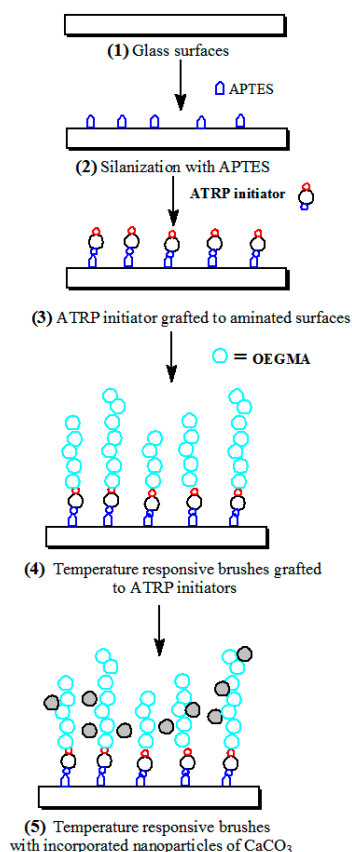 (1) Glass surfaces
APTES
(2) Silanization with APTES
ATRP initiator
(3) ATRP initiator grafted to aminated surfaces
= OEGMA
(4) Temperature responsive brushes grafted
to ATRP initiators
(5) Temperature responsive brushes
with incorporated nanoparticles of CaCO₃